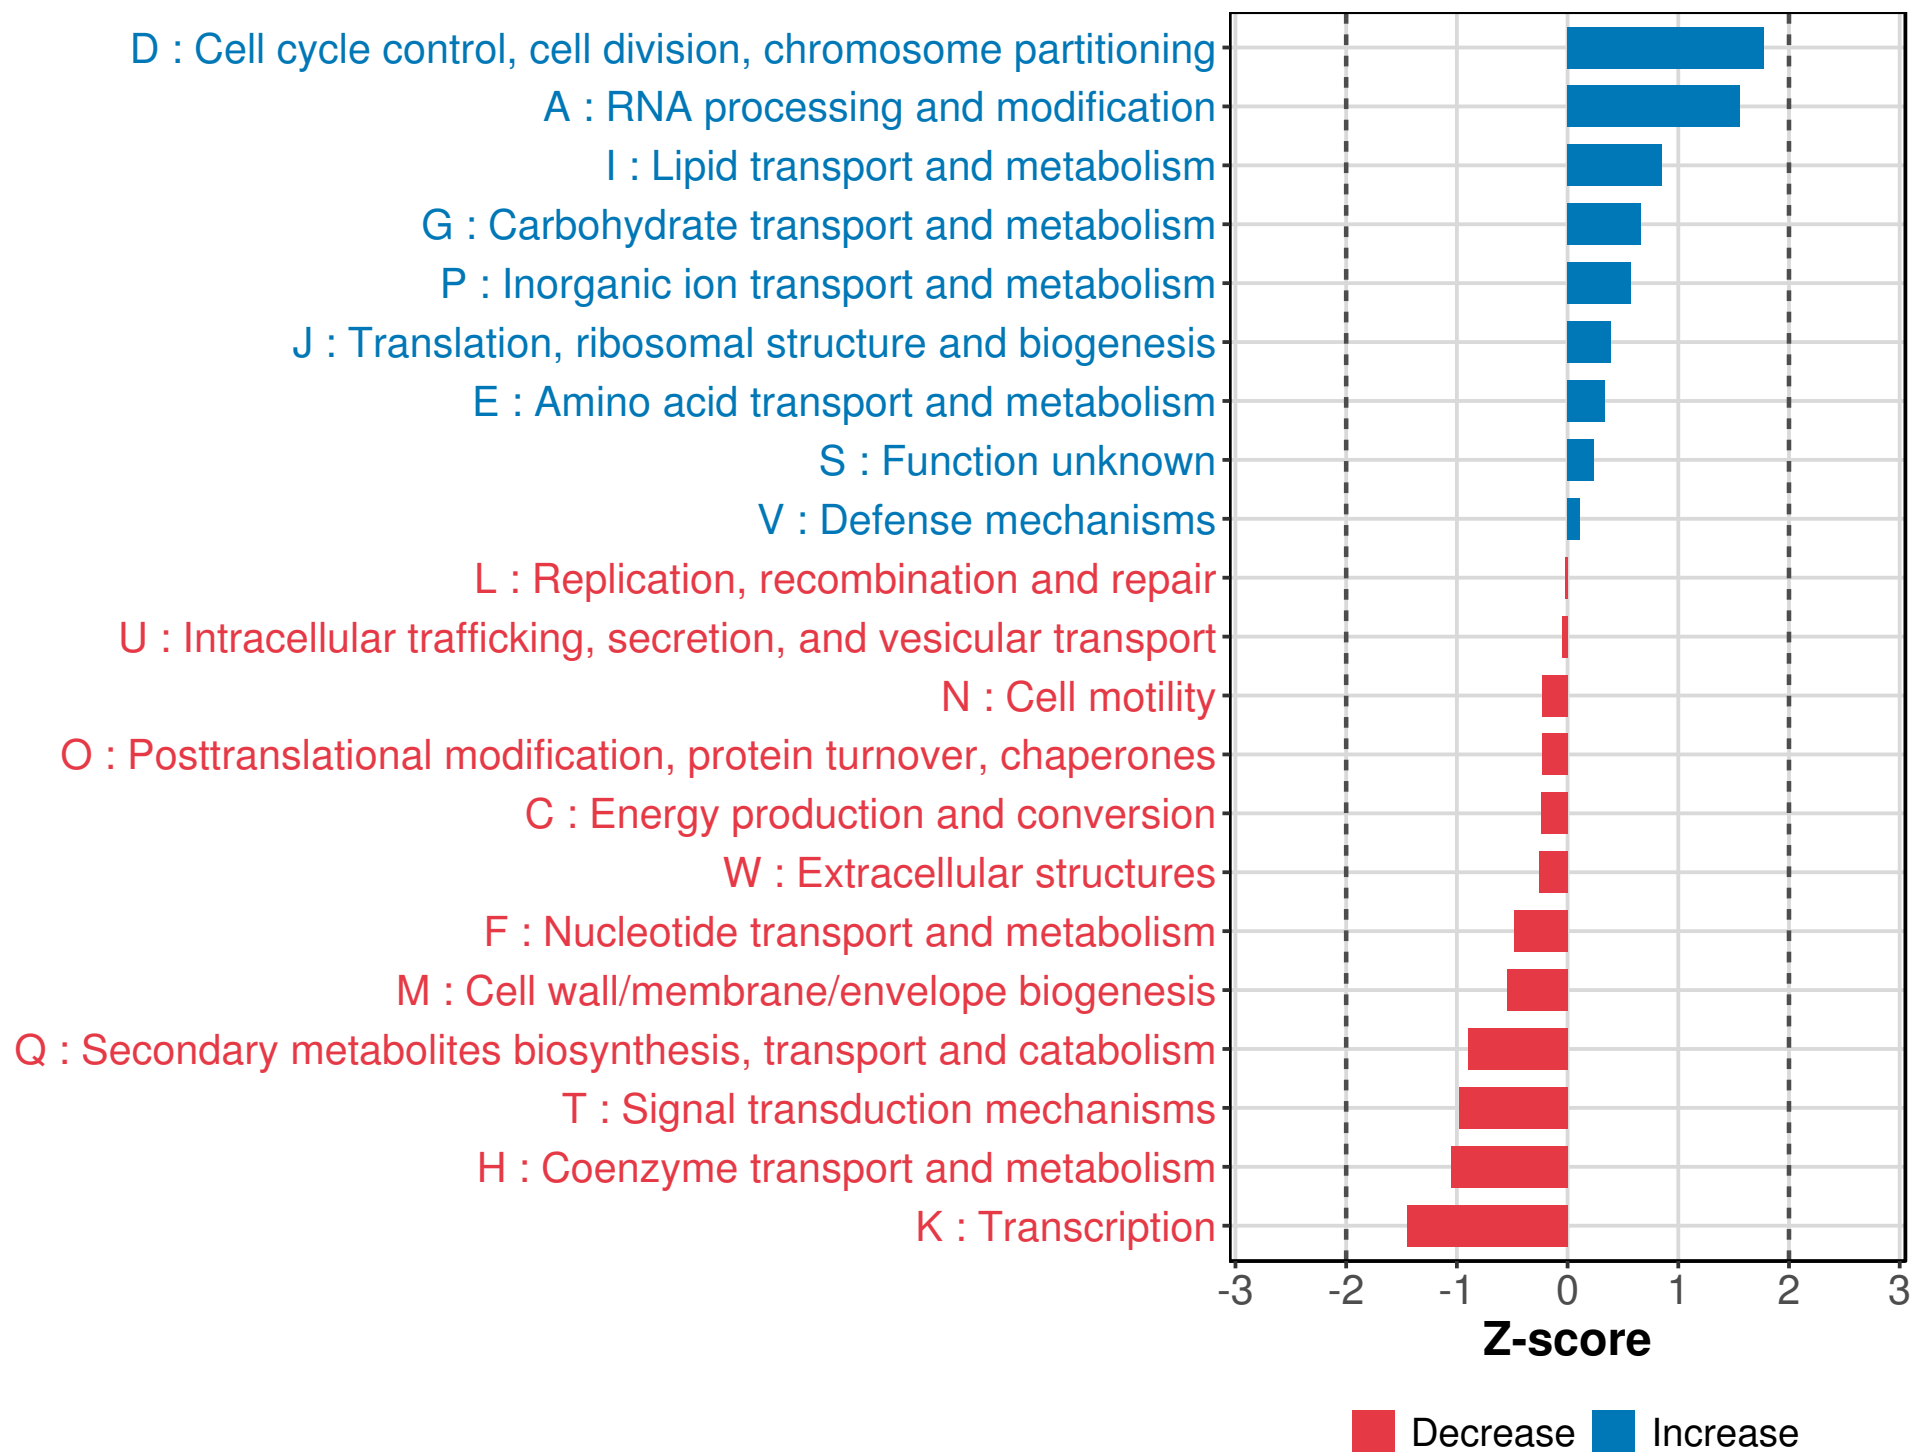 D : Cell cycle control, cell division, chromosome partitioning
A : RNA processing and modification
I : Lipid transport and metabolism
G : Carbohydrate transport and metabolism
P : Inorganic ion transport and metabolism
J : Translation, ribosomal structure and biogenesis
E : Amino acid transport and metabolism
S : Function unknown
V : Defense mechanisms
L : Replication, recombination and repair
U : Intracellular trafficking, secretion, and vesicular transport
N : Cell motility
O : Posttranslational modification, protein turnover, chaperones
C : Energy production and conversion
W : Extracellular structures
F : Nucleotide transport and metabolism
M : Cell wall/membrane/envelope biogenesis
Q : Secondary metabolites biosynthesis, transport and catabolism
T : Signal transduction mechanisms
H : Coenzyme transport and metabolism
K : Transcription
-3 -2 -1 0 1 2 3
Z-score
Decrease Increase